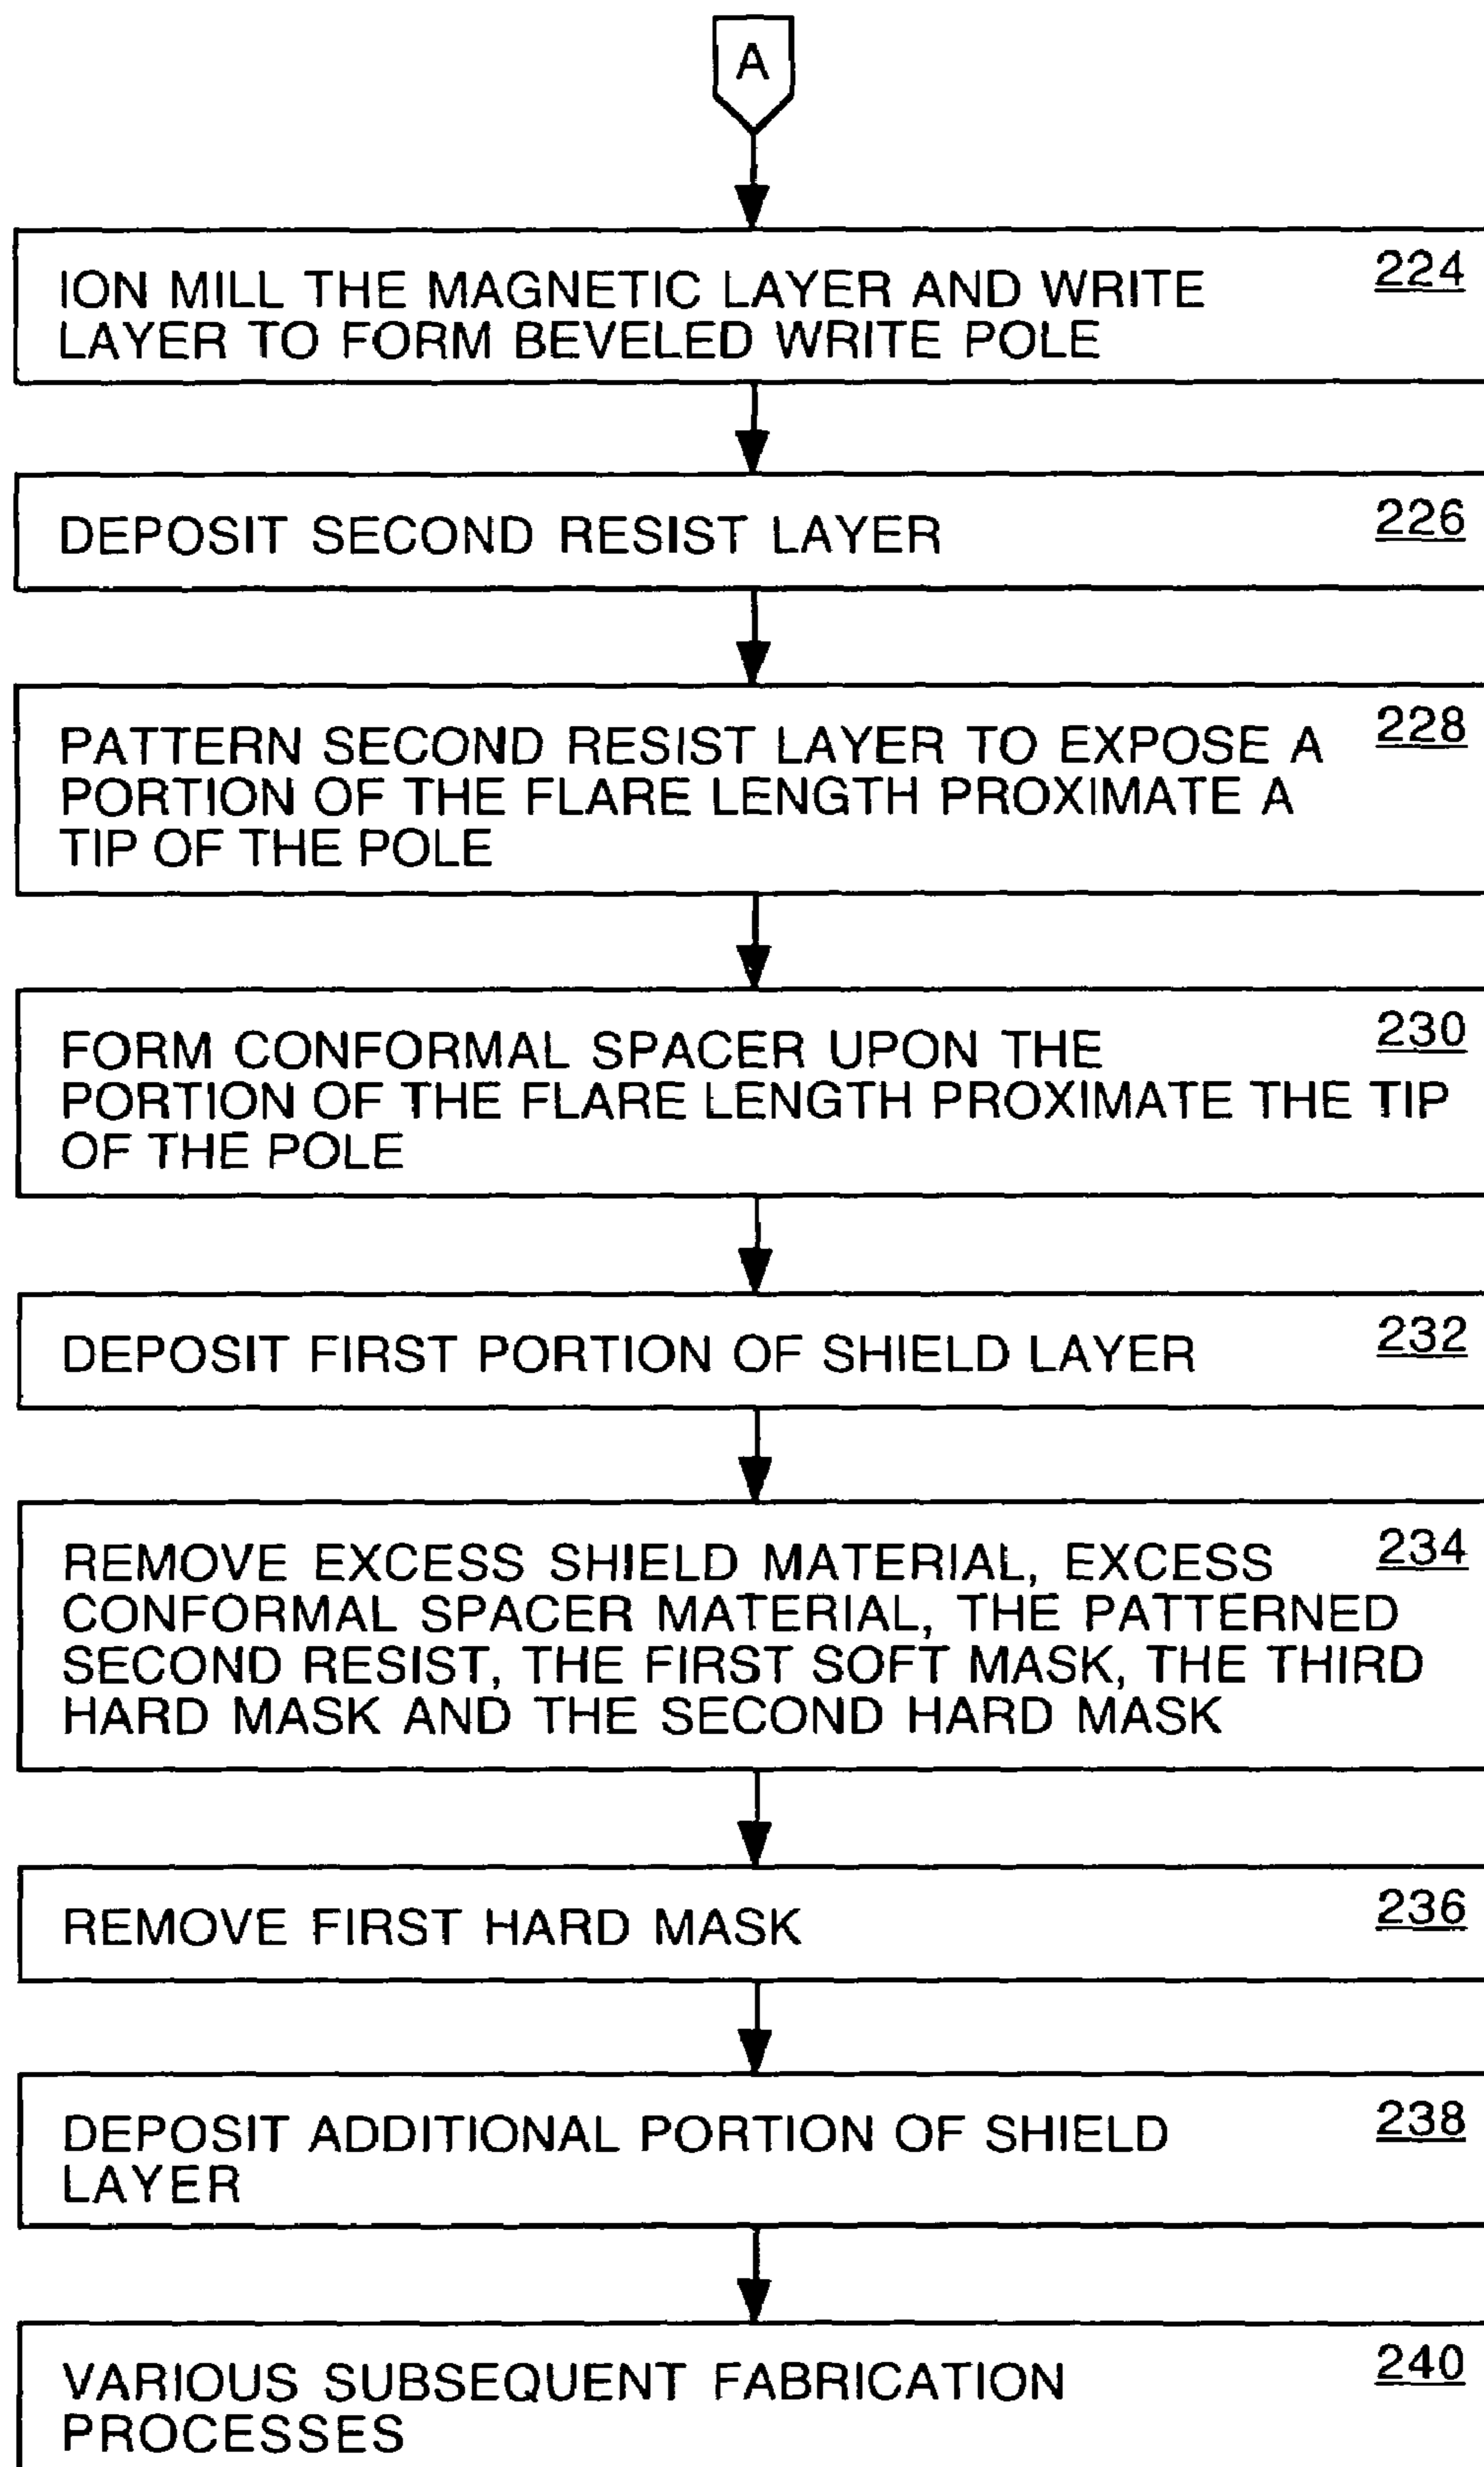 A
224
ION MILL THE MAGNETIC LAYER AND WRITE
LAYER TO FORM BEVELED WRITE POLE
226
DEPOSIT SECOND RESIST LAYER
228
PATTERN SECOND RESIST LAYER TO EXPOSE A
PORTION OF THE FLARE LENGTH PROXIMATE A
TIP OF THE POLE
230
FORM CONFORMAL SPACER UPON THE
PORTION OF THE FLARE LENGTH PROXIMATE THE TIP
OF THE POLE
232
DEPOSIT FIRST PORTION OF SHIELD LAYER
234
REMOVE EXCESS SHIELD MATERIAL, EXCESS
CONFORMAL SPACER MATERIAL, THE PATTERNED
SECOND RESIST, THE FIRST SOFT MASK, THE THIRD
HARD MASK AND THE SECOND HARD MASK
236
REMOVE FIRST HARD MASK
238
DEPOSIT ADDITIONAL PORTION OF SHIELD
LAYER
240
VARIOUS SUBSEQUENT FABRICATION
PROCESSES